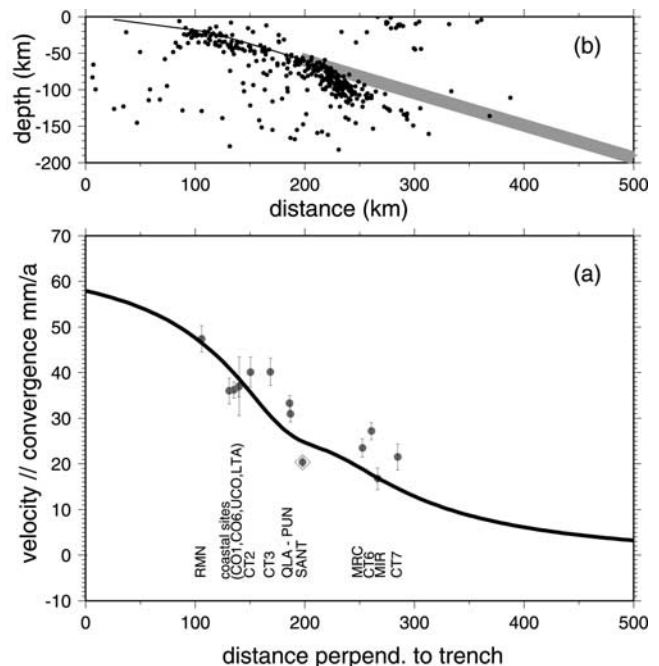 0
-50
-100
-150
-200
depth (km)
(b)
0 100 200 300 400 500
distance (km)
70
60
50
40
30
20
10
0
-10
velocity // convergence mm/a
(a)
RMN
coastal sites
(CO1,CO6,UCO,LTA)
CT2
CT3
QLA - PUN
SANT
MRC
CT6
MIR
CT7
0 100 200 300 400 500
distance perpend. to trench